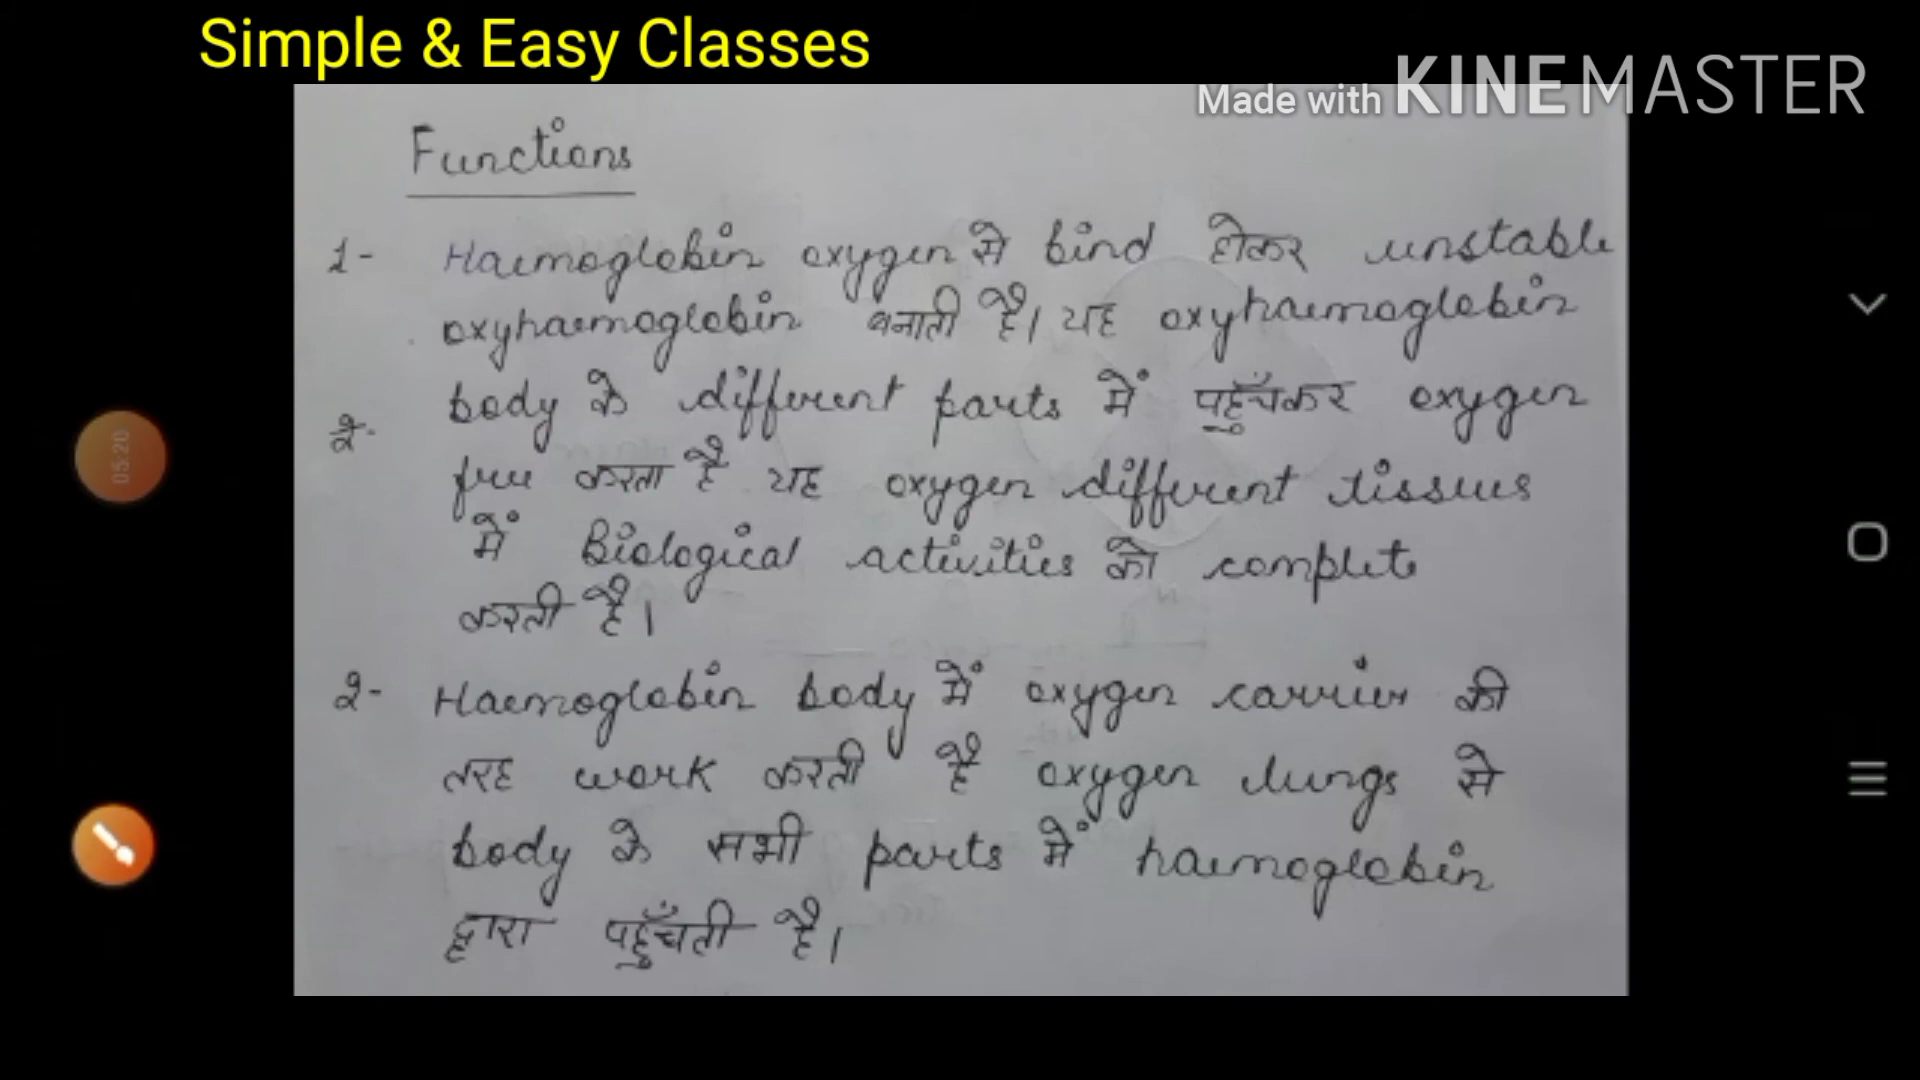 Simple & Easy Classes
Made with KINEMASTER
Functions
1- Haemoglobin oxygen से bind होकर unstable
oxyhaemoglobin बनाती है। यह oxyhaemoglobin
body के different parts में पहुँचकर oxygen
2-
free करता है यह oxygen different tissues
में Biological activities को complete
करती है।
2- Haemoglobin body में oxygen carrier की
तरह work करती है oxygen lungs से
body के सभी parts में haemoglobin
द्वारा पहुँचती है।
05:20